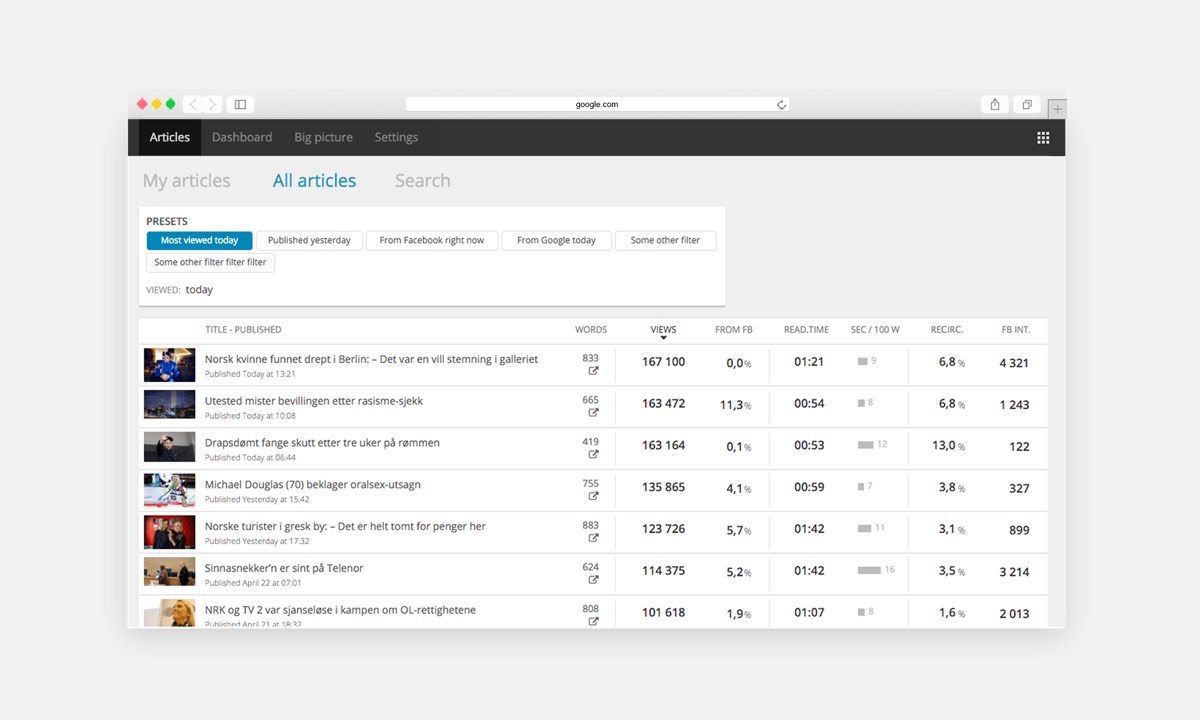 google.com
Articles Dashboard Big picture Settings
My articles All articles Search
PRESETS
Most viewed today Published yesterday From Facebook right now From Google today Some other filter
Some other filter filter filter
VIEWED: today
TITLE - PUBLISHED WORDS VIEWS FROM FB READ.TIME SEC / 100 W RECIRC. FB INT.
Norsk kvinne funnet drept i Berlin: – Det var en vill stemning i galleriet 833 167 100 0,0% 01:21 9 6,8 % 4 321
Published Today at 13:21
Utested mister bevillingen etter rasisme-sjekk 665 163 472 11,3% 00:54 8 6,8 % 1 243
Published Today at 10:08
Drapsdømt fange skutt etter tre uker på rømmen 419 163 164 0,1% 00:53 12 13,0 % 122
Published Today at 06:44
Michael Douglas (70) beklager oralsex-utsagn 755 135 865 4,1% 00:59 7 3,8 % 327
Published Yesterday at 15:42
Norske turister i gresk by: – Det er helt tomt for penger her 883 123 726 5,7% 01:42 11 3,1 % 899
Published Yesterday at 17:32
Sinnasnekker’n er sint på Telenor 624 114 375 5,2% 01:42 16 3,5 % 3 214
Published April 22 at 07:01
NRK og TV 2 var sjanseløse i kampen om OL-rettighetene 808 101 618 1,9% 01:07 8 1,6 % 2 013
Published April 21 at 18:32